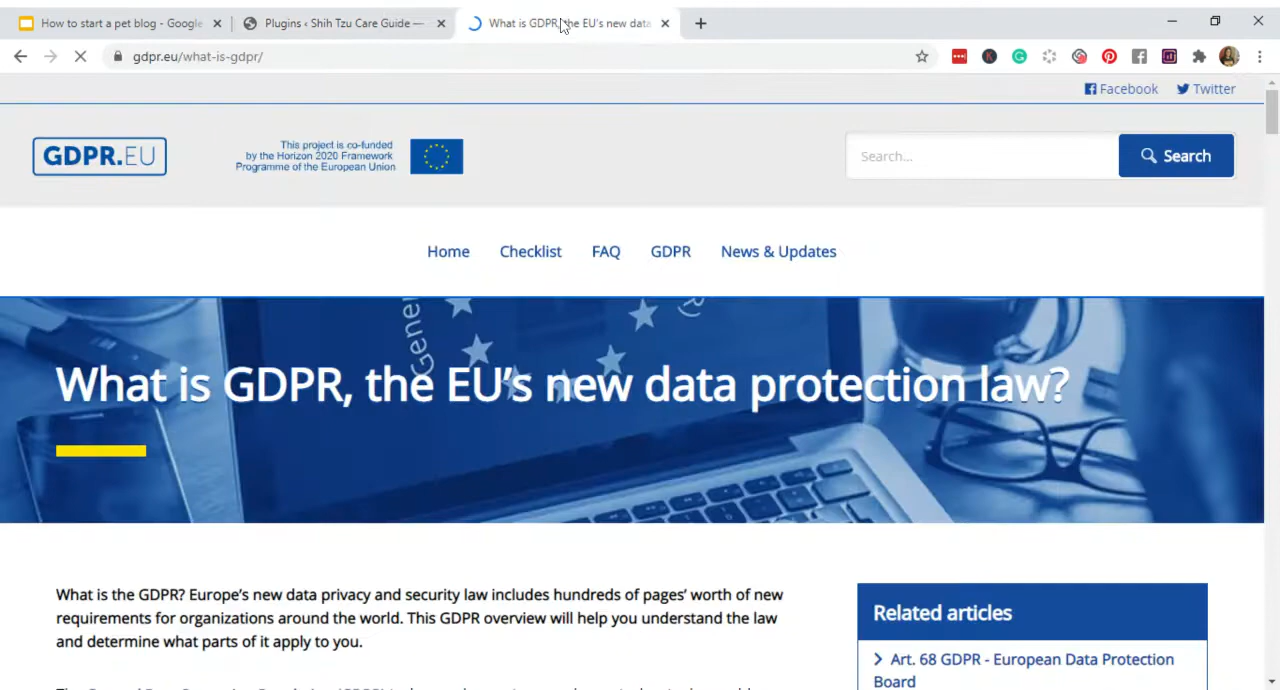 How to start a pet blog - Google
Plugins ‹ Shih Tzu Care Guide —
What is GDPR, the EU's new data
gdpr.eu/what-is-gdpr/
Facebook
Twitter
GDPR.EU
This project is co-funded
by the Horizon 2020 Framework
Programme of the European Union
Search...
Search
Home
Checklist
FAQ
GDPR
News & Updates
What is GDPR, the EU's new data protection law?
What is the GDPR? Europe's new data privacy and security law includes hundreds of pages' worth of new
requirements for organizations around the world. This GDPR overview will help you understand the law
and determine what parts of it apply to you.
Related articles
Art. 68 GDPR - European Data Protection
Board